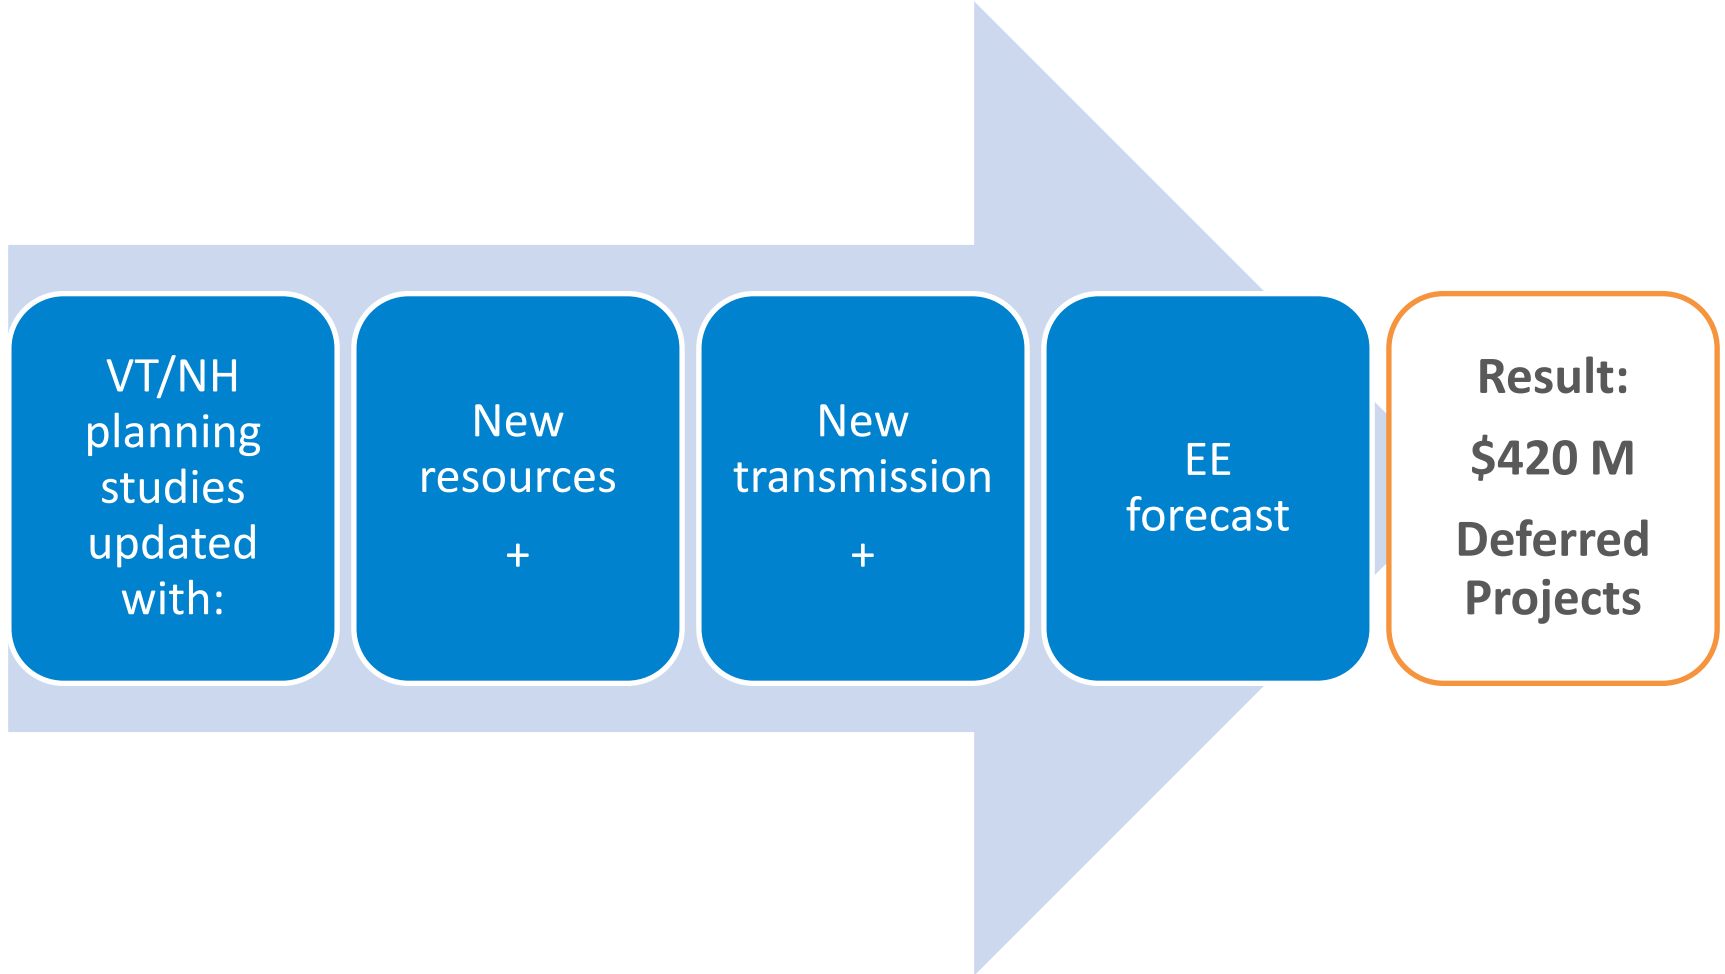 VT/NH
planning
studies
updated
with:
New
resources
+
New
transmission
+
EE
forecast
Result:
$420 M
Deferred
Projects